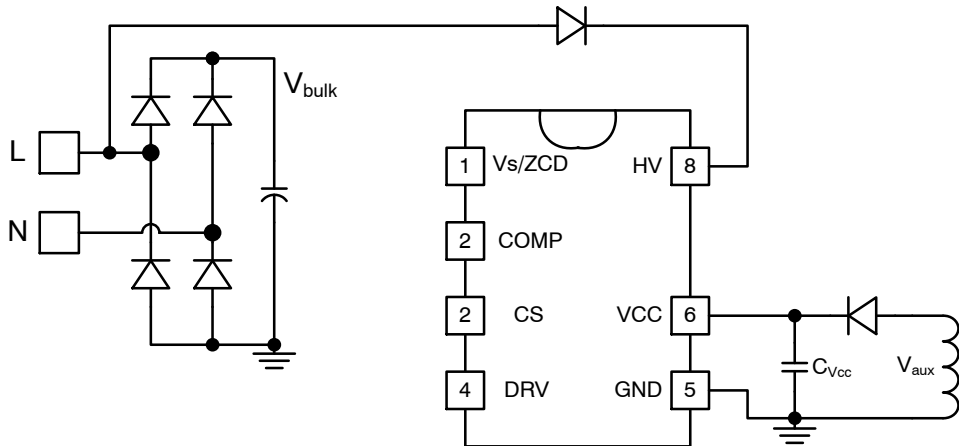 V_bulk
L
N
1 Vs/ZCD HV 8
2 COMP
2 CS VCC 6
C_Vcc V_aux
4 DRV GND 5